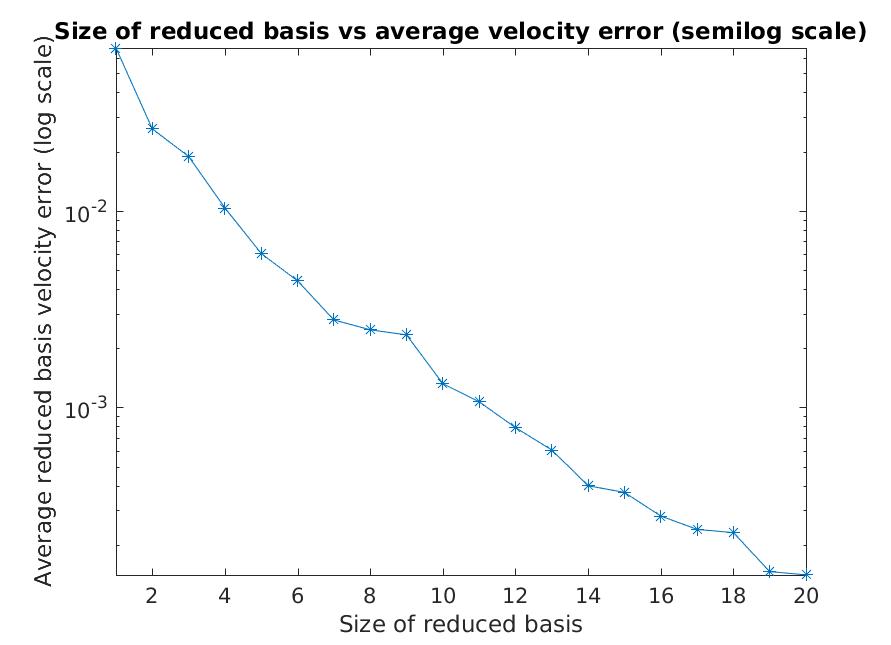 Size of reduced basis vs average velocity error (semilog scale)
Average reduced basis velocity error (log scale)
10-2
10-3
2 4 6 8 10 12 14 16 18 20
Size of reduced basis